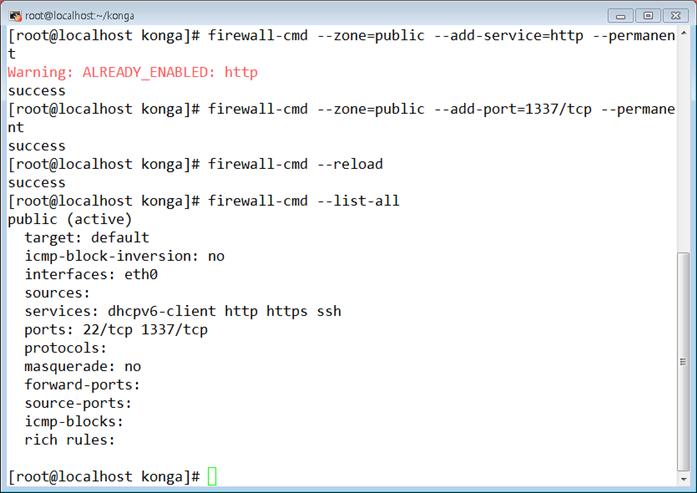 root@localhost:~/konga
[root@localhost konga]# firewall-cmd --zone=public --add-service=http --permanen
t
Warning: ALREADY_ENABLED: http
success
[root@localhost konga]# firewall-cmd --zone=public --add-port=1337/tcp --permane
nt
success
[root@localhost konga]# firewall-cmd --reload
success
[root@localhost konga]# firewall-cmd --list-all
public (active)
  target: default
  icmp-block-inversion: no
  interfaces: eth0
  sources:
  services: dhcpv6-client http https ssh
  ports: 22/tcp 1337/tcp
  protocols:
  masquerade: no
  forward-ports:
  source-ports:
  icmp-blocks:
  rich rules:
[root@localhost konga]#